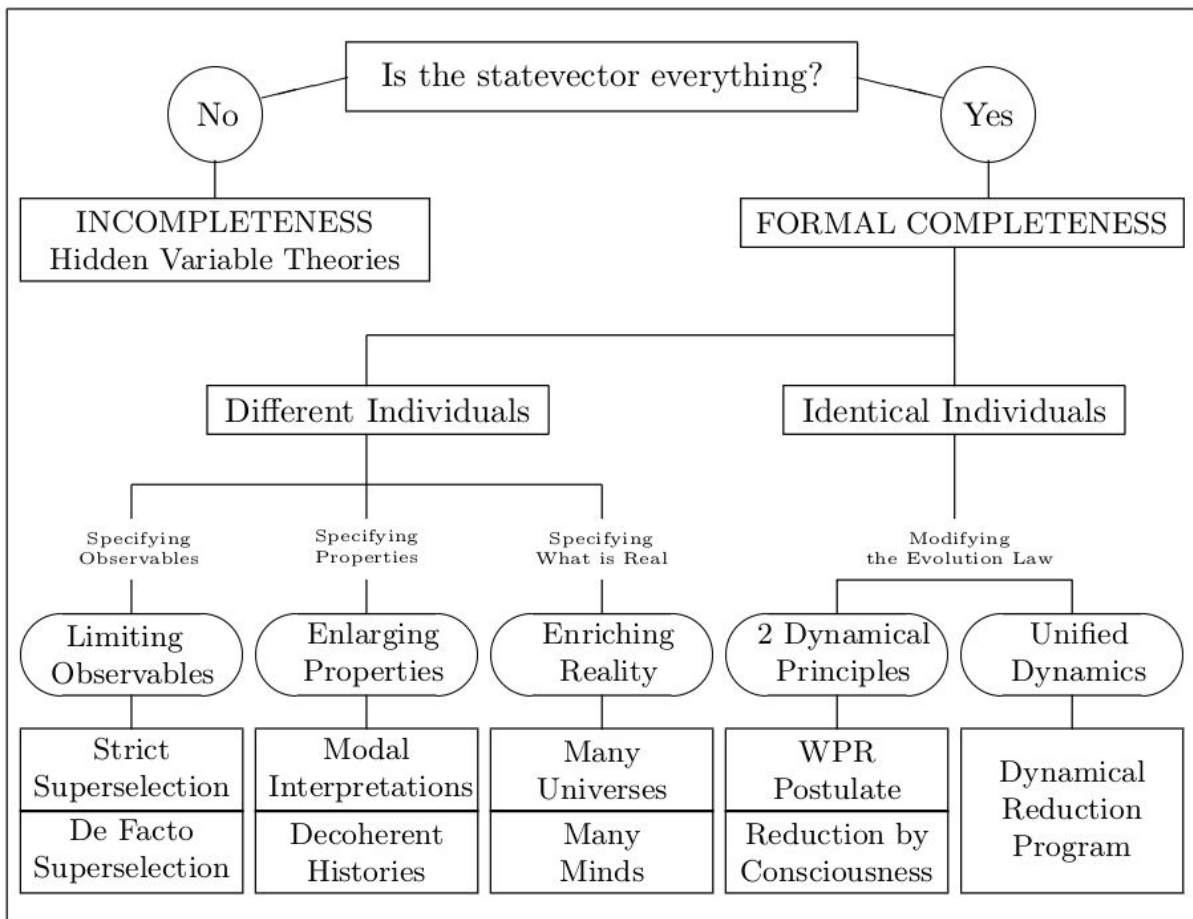 Is the statevector everything?
No
Yes
INCOMPLETENESS
Hidden Variable Theories
FORMAL COMPLETENESS
Different Individuals
Identical Individuals
Specifying
Observables
Specifying
Properties
Specifying
What is Real
Modifying
the Evolution Law
Limiting
Observables
Enlarging
Properties
Enriching
Reality
2 Dynamical
Principles
Unified
Dynamics
Strict
Superselection
De Facto
Superselection
Modal
Interpretations
Decoherent
Histories
Many
Universes
Many
Minds
WPR
Postulate
Reduction by
Consciousness
Dynamical
Reduction
Program